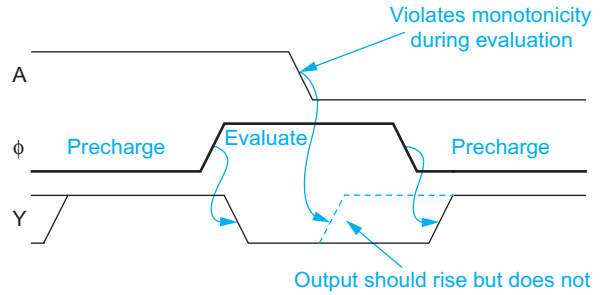 Violates monotonicity
during evaluation
A
ϕ
Precharge
Evaluate
Precharge
Y
Output should rise but does not